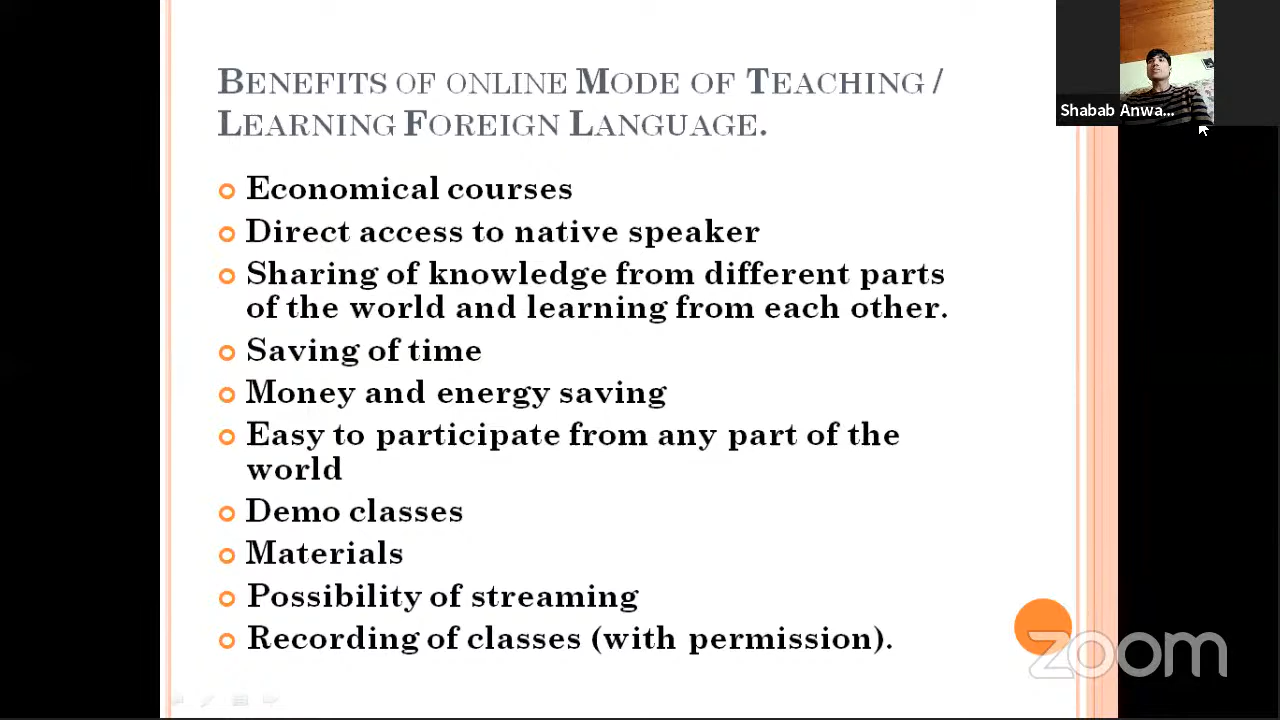 BENEFITS OF ONLINE MODE OF TEACHING /
LEARNING FOREIGN LANGUAGE.
Economical courses
Direct access to native speaker
Sharing of knowledge from different parts
of the world and learning from each other.
Saving of time
Money and energy saving
Easy to participate from any part of the
world
Demo classes
Materials
Possibility of streaming
Recording of classes (with permission).
Shabab Anwa...
zoom